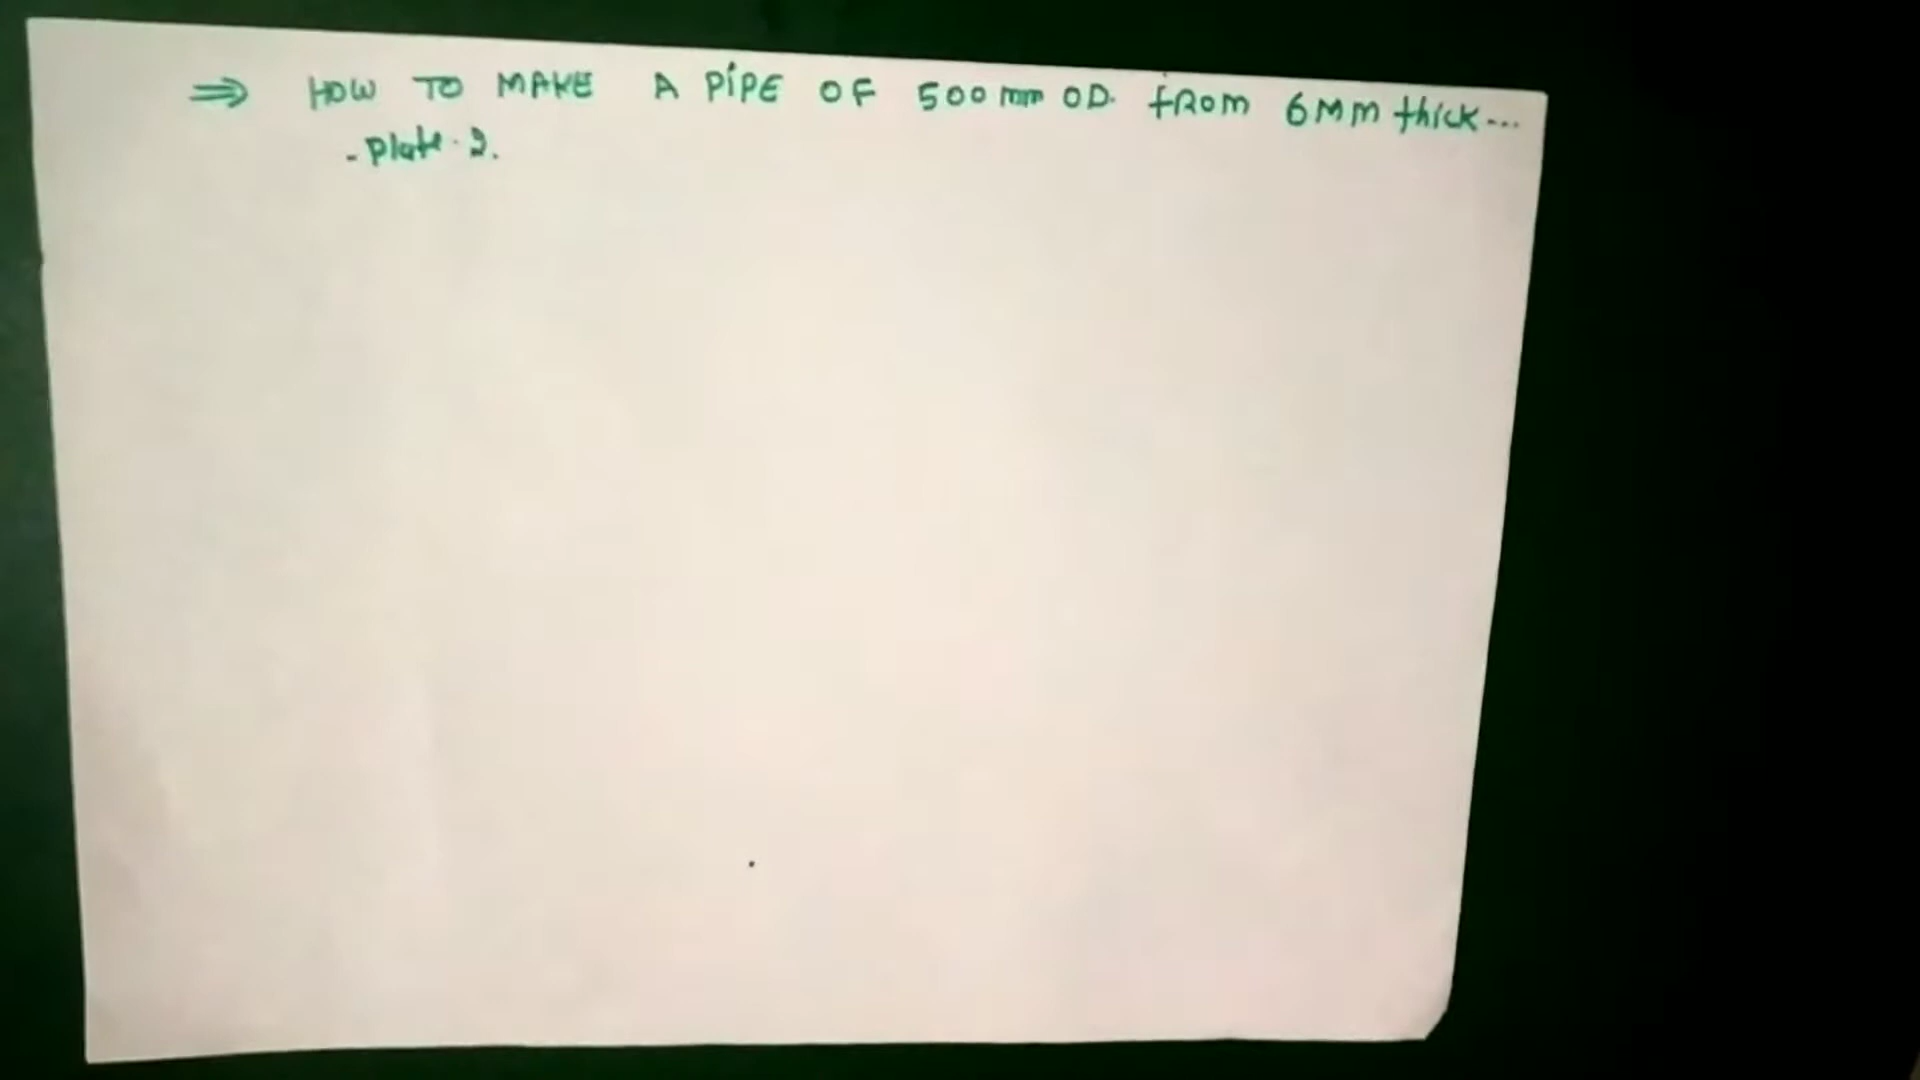 ⇒ HOW TO MAKE A PiPE OF 500 mm OD. fROm 6Mm thick...
- Plate. ?.